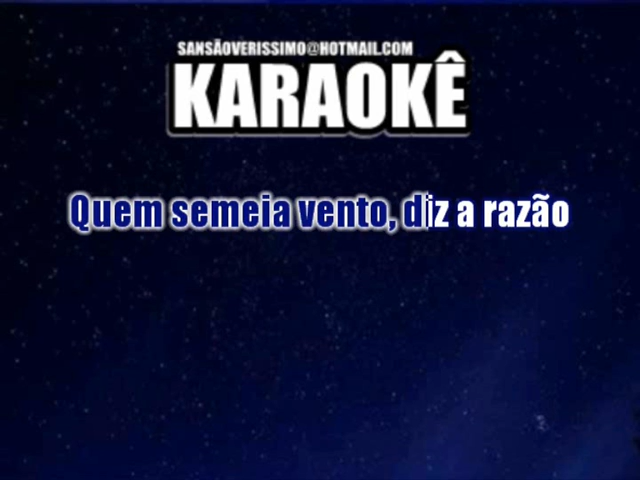 SANSÃOVERISSIMO@HOTMAIL.COM
KARAOKÊ
Quem semeia vento, diz a razão